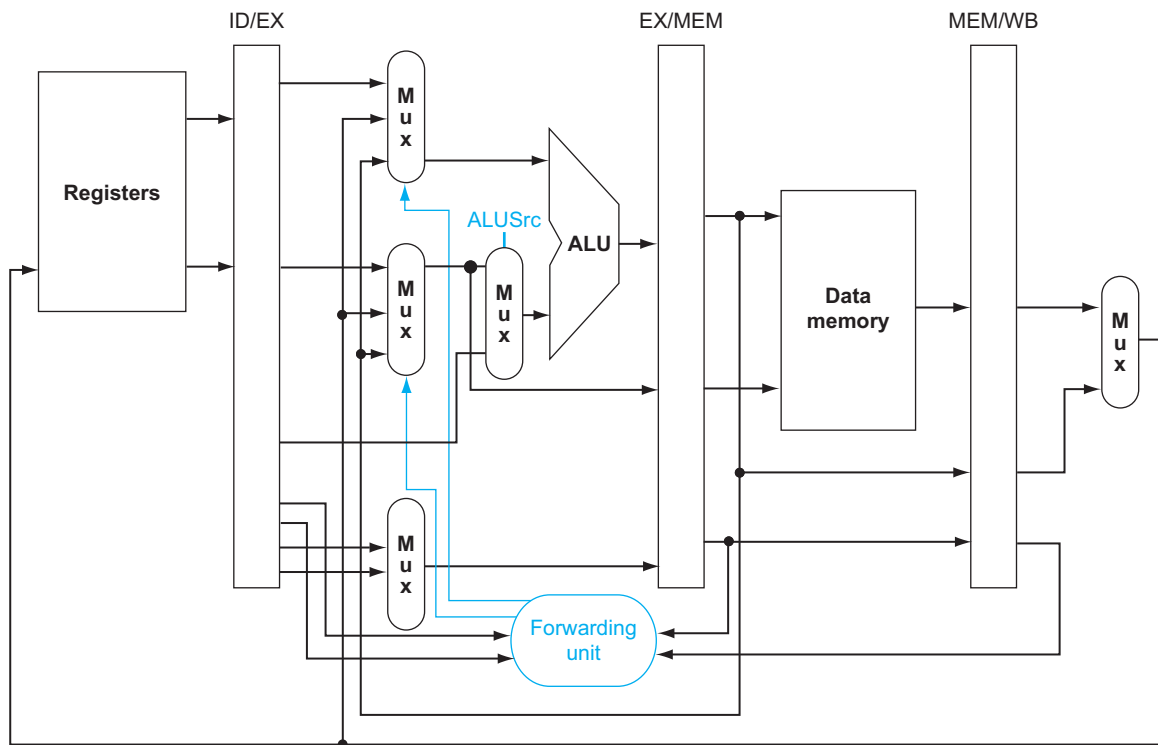 ID/EX
EX/MEM
MEM/WB
M
u
x
Registers
ALUSrc
ALU
M
u
x
M
u
x
Data
memory
M
u
x
M
u
x
Forwarding
unit